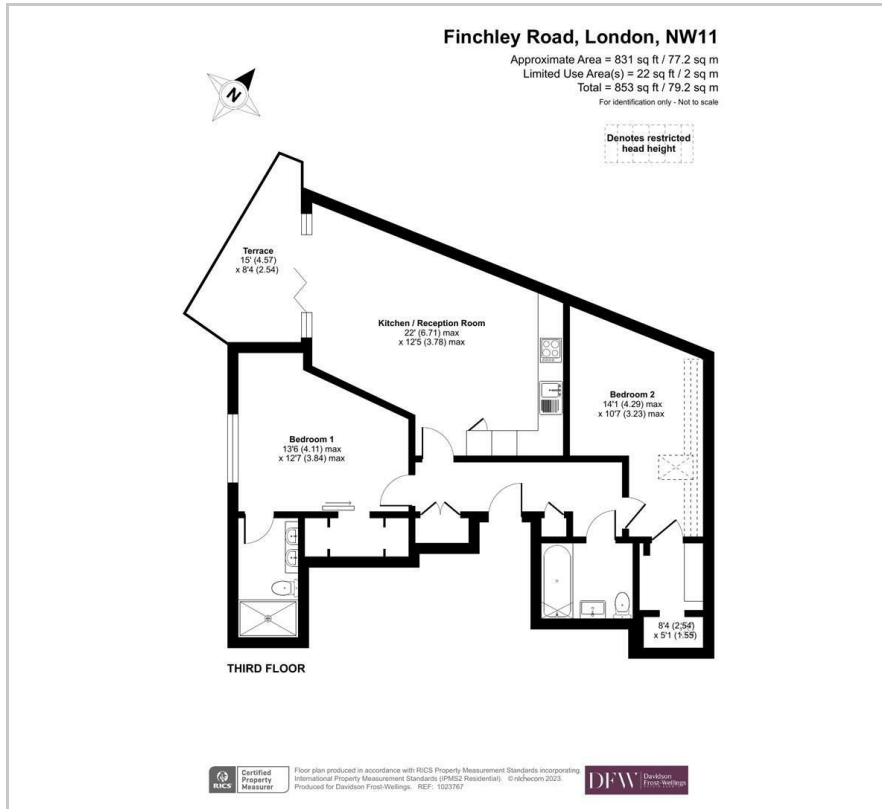 Finchley Road, London, NW11
Approximate Area = 831 sq ft / 77.2 sq m
Limited Use Area(s) = 22 sq ft / 2 sq m
Total = 853 sq ft / 79.2 sq m
For identification only - Not to scale
N
Denotes restricted
head height
Terrace
15' (4.57)
x 8'4 (2.54)
Kitchen / Reception Room
22' (6.71) max
x 12'5 (3.78) max
Bedroom 2
14'1 (4.29) max
x 10'7 (3.23) max
Bedroom 1
13'6 (4.11) max
x 12'7 (3.84) max
8'4 (2.54)
x 5'1 (1.55)
THIRD FLOOR
RICS
Certified
Property
Measurer
Floor plan produced in accordance with RICS Property Measurement Standards incorporating
International Property Measurement Standards (IPMS2 Residential). © nichecom 2023.
Produced for Davidson Frost-Wellings. REF: 1023767
DFW
Davidson
Frost-Wellings